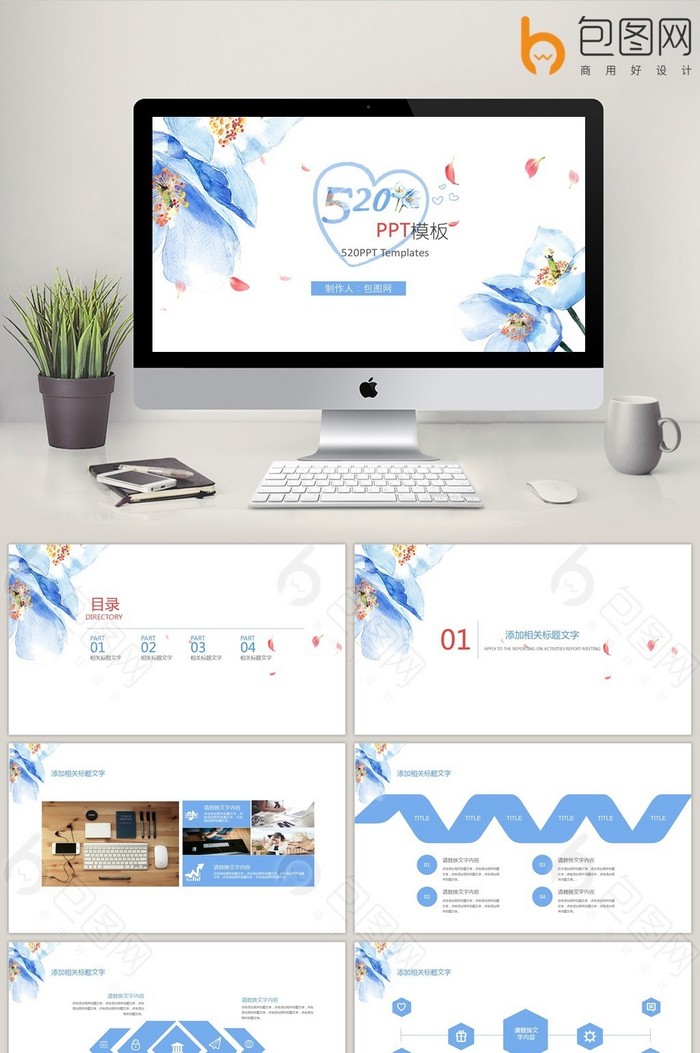 包图网
商用好设计
520
PPT模板
520PPT Templates
制作人：包图网
目录
DIRECTORY
PART
01
相关标题文字
PART
02
相关标题文字
PART
03
相关标题文字
PART
04
相关标题文字
01
添加相关标题文字
APPLY TO THE REPORTING ON ACTIVITIES REPORT MEETING
添加相关标题文字
请替换文字内容
请替换文字内容
添加相关标题文字
TITLE
TITLE
TITLE
TITLE
TITLE
TITLE
01
请替换文字内容
03
请替换文字内容
02
请替换文字内容
04
请替换文字内容
添加相关标题文字
请替换文字内容
请替换文字内容
添加相关标题文字
请替换文
字内容